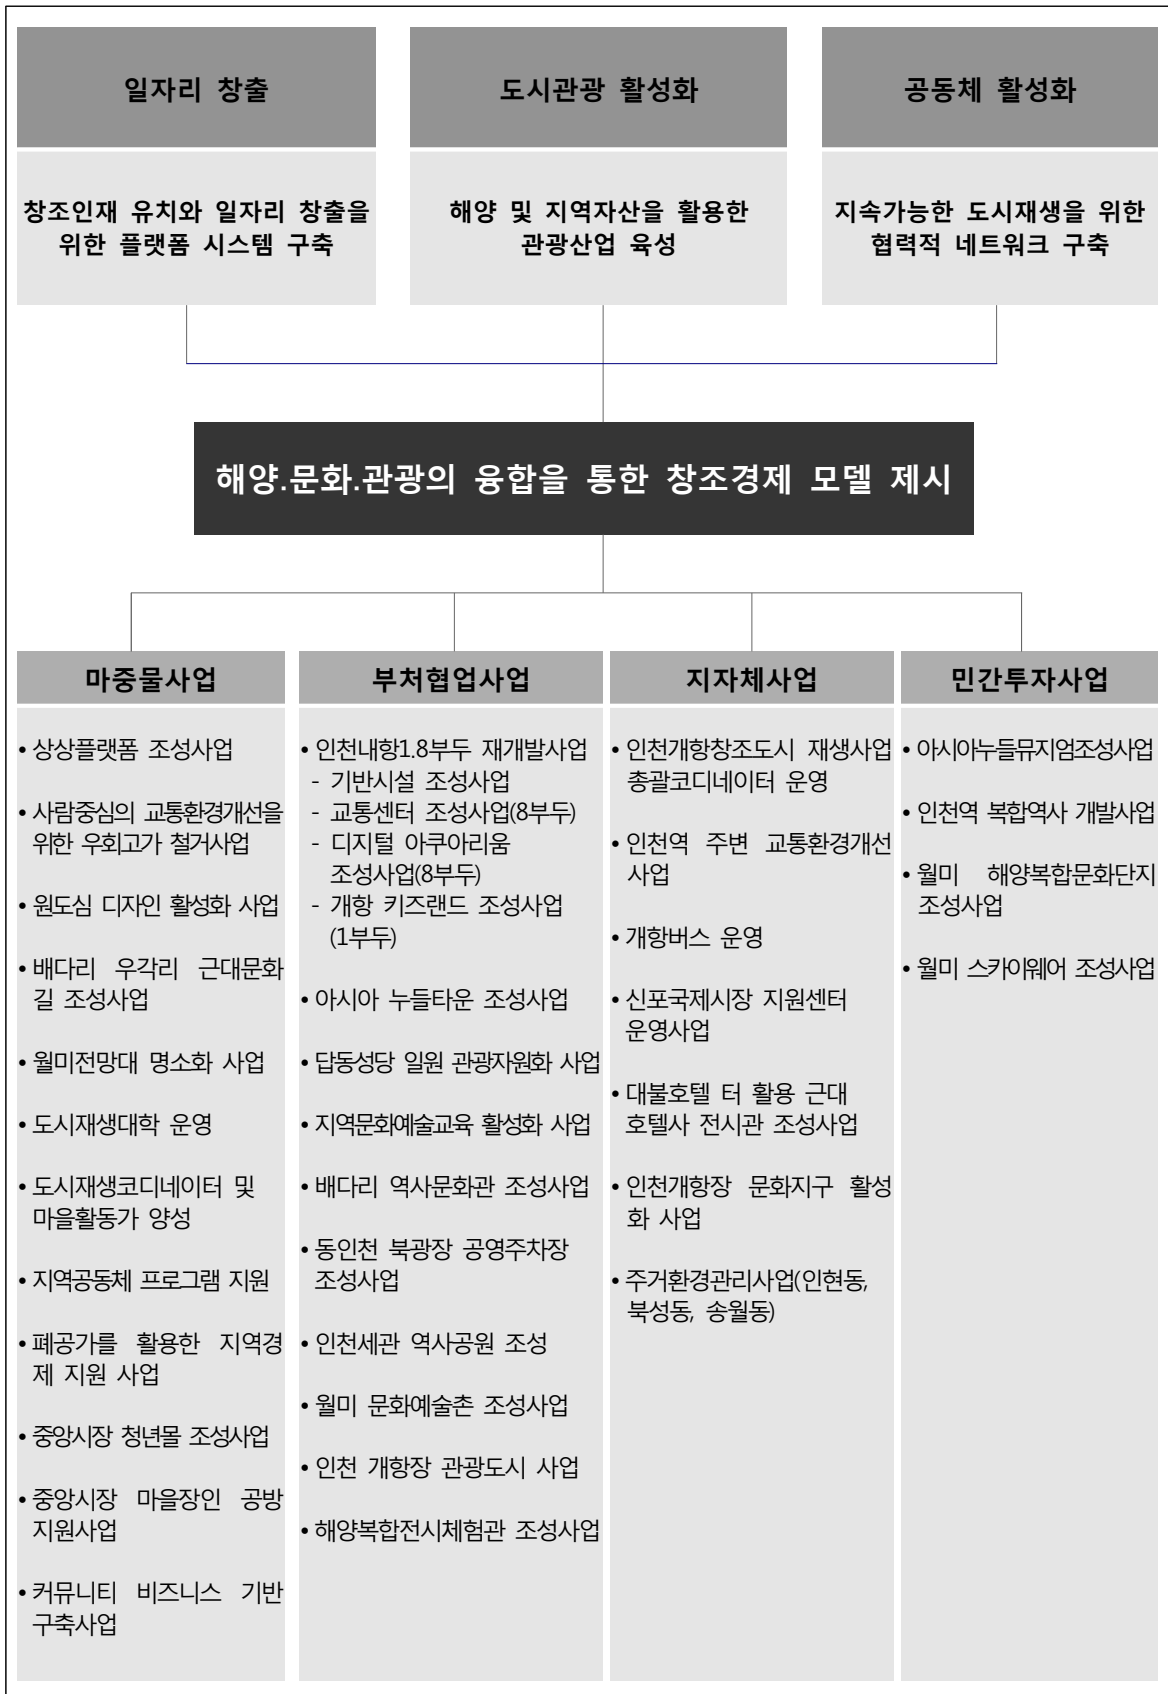 일자리 창출
창조인재 유치와 일자리 창출을
위한 플랫폼 시스템 구축
도시관광 활성화
해양 및 지역자산을 활용한
관광산업 육성
공동체 활성화
지속가능한 도시재생을 위한
협력적 네트워크 구축
해양.문화.관광의 융합을 통한 창조경제 모델 제시
마중물사업
• 상상플랫폼 조성사업
• 사람중심의 교통환경개선을
위한 우회고가 철거사업
• 원도심 디자인 활성화 사업
• 배다리 우각리 근대문화
길 조성사업
• 월미전망대 명소화 사업
• 도시재생대학 운영
• 도시재생코디네이터 및
마을활동가 양성
• 지역공동체 프로그램 지원
• 폐공가를 활용한 지역경
제 지원 사업
• 중앙시장 청년몰 조성사업
• 중앙시장 마을장인 공방
지원사업
• 커뮤니티 비즈니스 기반
구축사업
부처협업사업
• 인천내항1.8부두 재개발사업
- 기반시설 조성사업
- 교통센터 조성사업(8부두)
- 디지털 아쿠아리움
조성사업(8부두)
- 개항 키즈랜드 조성사업
(1부두)
• 아시아 누들타운 조성사업
• 답동성당 일원 관광자원화 사업
• 지역문화예술교육 활성화 사업
• 배다리 역사문화관 조성사업
• 동인천 북광장 공영주차장
조성사업
• 인천세관 역사공원 조성
• 월미 문화예술촌 조성사업
• 인천 개항장 관광도시 사업
• 해양복합전시체험관 조성사업
지자체사업
• 인천개항창조도시 재생사업
총괄코디네이터 운영
• 인천역 주변 교통환경개선
사업
• 개항버스 운영
• 신포국제시장 지원센터
운영사업
• 대불호텔 터 활용 근대
호텔사 전시관 조성사업
• 인천개항장 문화지구 활성
화 사업
• 주거환경관리사업(인현동,
북성동, 송월동)
민간투자사업
• 아시아누들뮤지엄조성사업
• 인천역 복합역사 개발사업
• 월미 해양복합문화단지
조성사업
• 월미 스카이웨어 조성사업